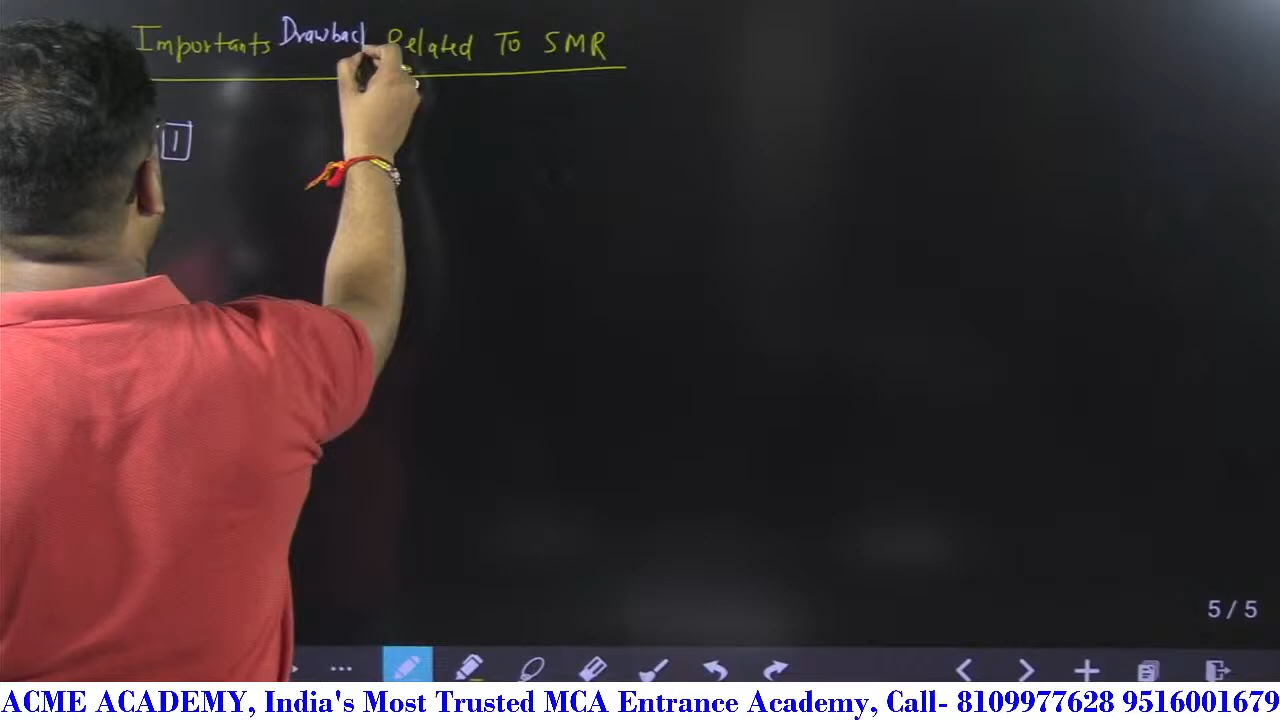 Importants Drawback Related To SMR
1
5 / 5
ACME ACADEMY, India's Most Trusted MCA Entrance Academy, Call- 8109977628 9516001679